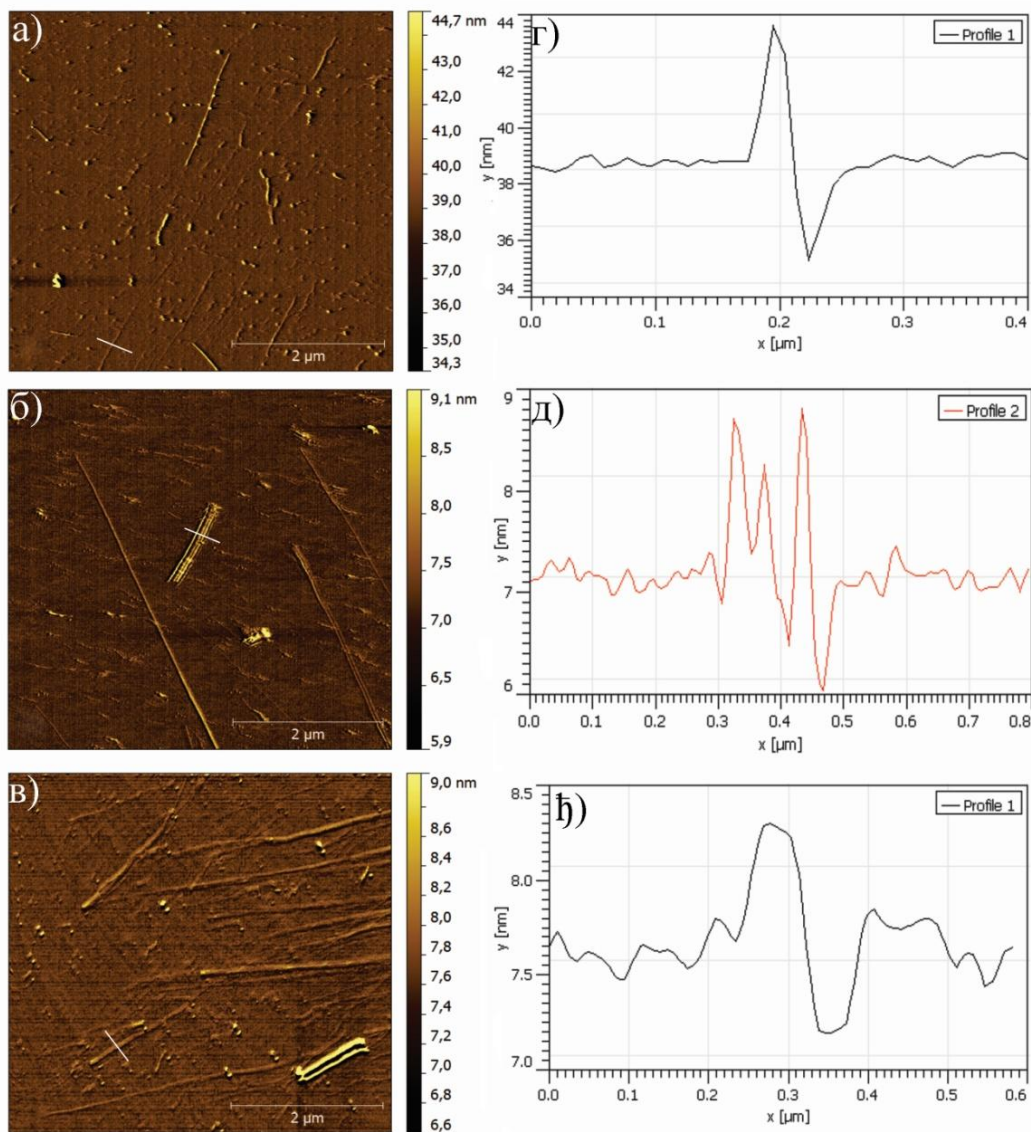 а)
44,7 nm
43,0
42,0
41,0
40,0
39,0
38,0
37,0
36,0
35,0
34,3
2 µm
г)
Profile 1
44
42
40
38
36
34
y [nm]
0.0 0.1 0.2 0.3 0.4
x [µm]
б)
9,1 nm
8,5
8,0
7,5
7,0
6,5
5,9
2 µm
д)
Profile 2
9
8
7
6
y [nm]
0.0 0.1 0.2 0.3 0.4 0.5 0.6 0.7 0.8
x [µm]
в)
9,0 nm
8,6
8,4
8,2
8,0
7,8
7,6
7,4
7,2
7,0
6,8
6,6
2 µm
ђ)
Profile 1
8.5
8.0
7.5
7.0
y [nm]
0.0 0.1 0.2 0.3 0.4 0.5 0.6
x [µm]